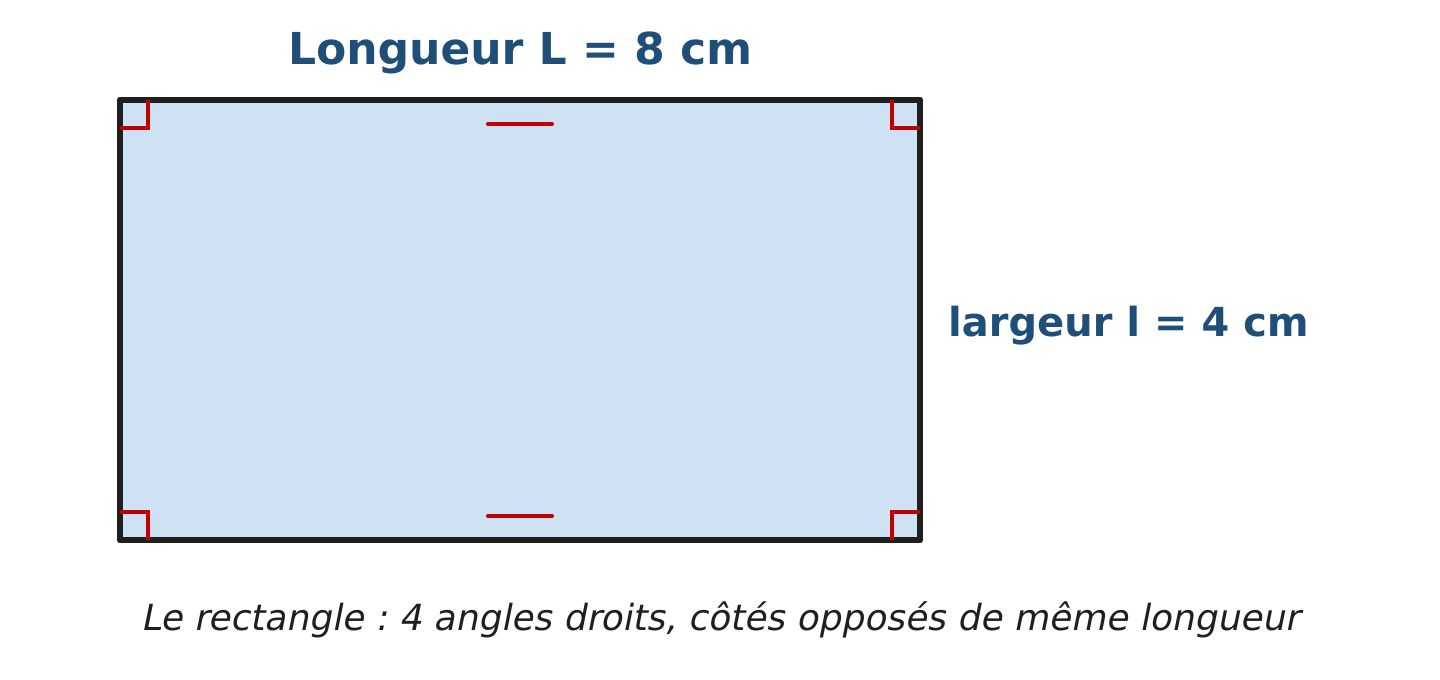 Longueur L = 8 cm
largeur l = 4 cm
Le rectangle : 4 angles droits, côtés opposés de même longueur